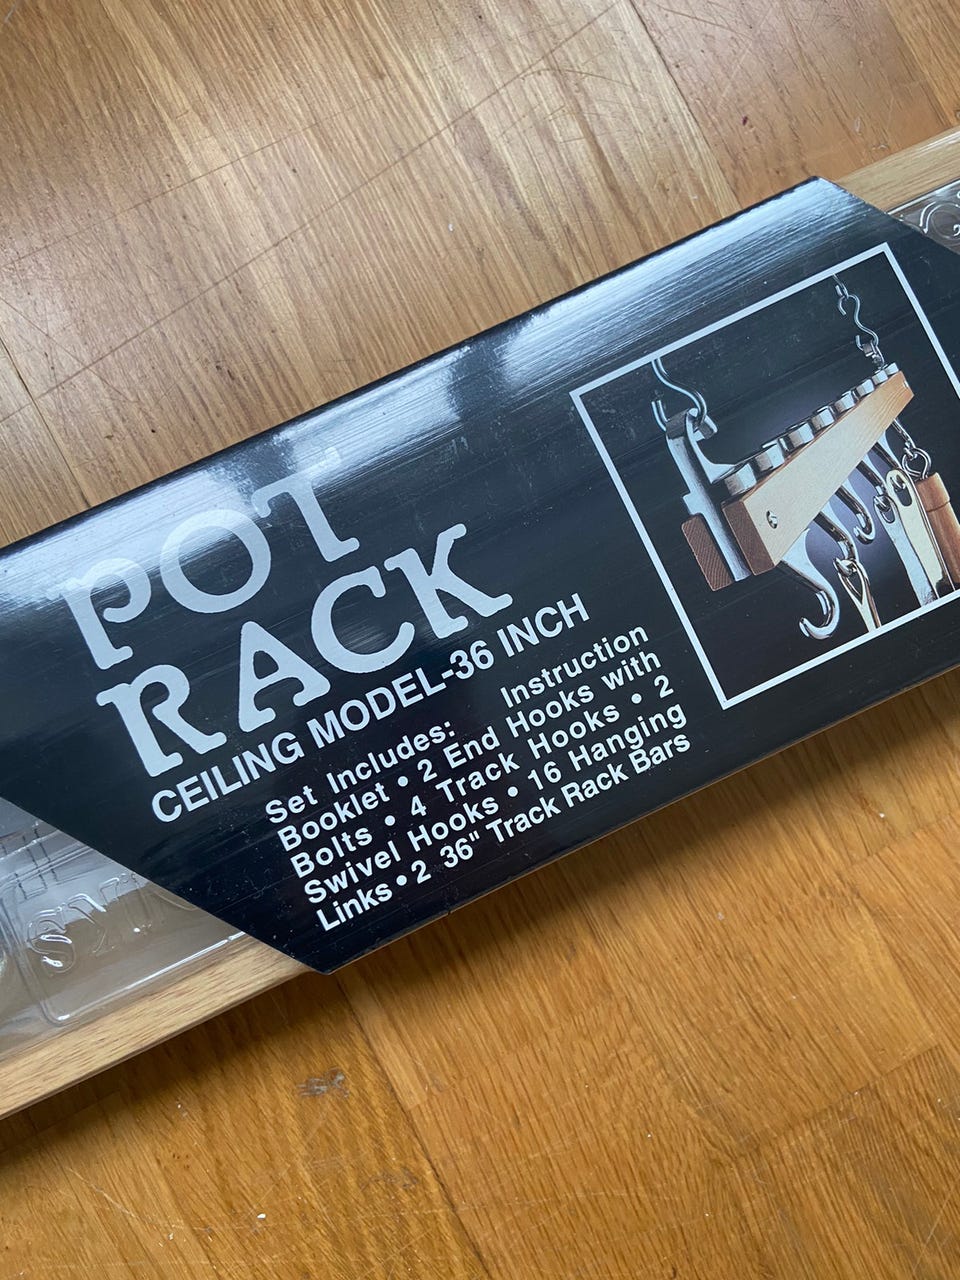 POT
RACK
CEILING MODEL-36 INCH
Set Includes: Instruction
Booklet • 2 End Hooks with
Bolts • 4 Track Hooks • 2
Swivel Hooks • 16 Hanging
Links • 2 36" Track Rack Bars